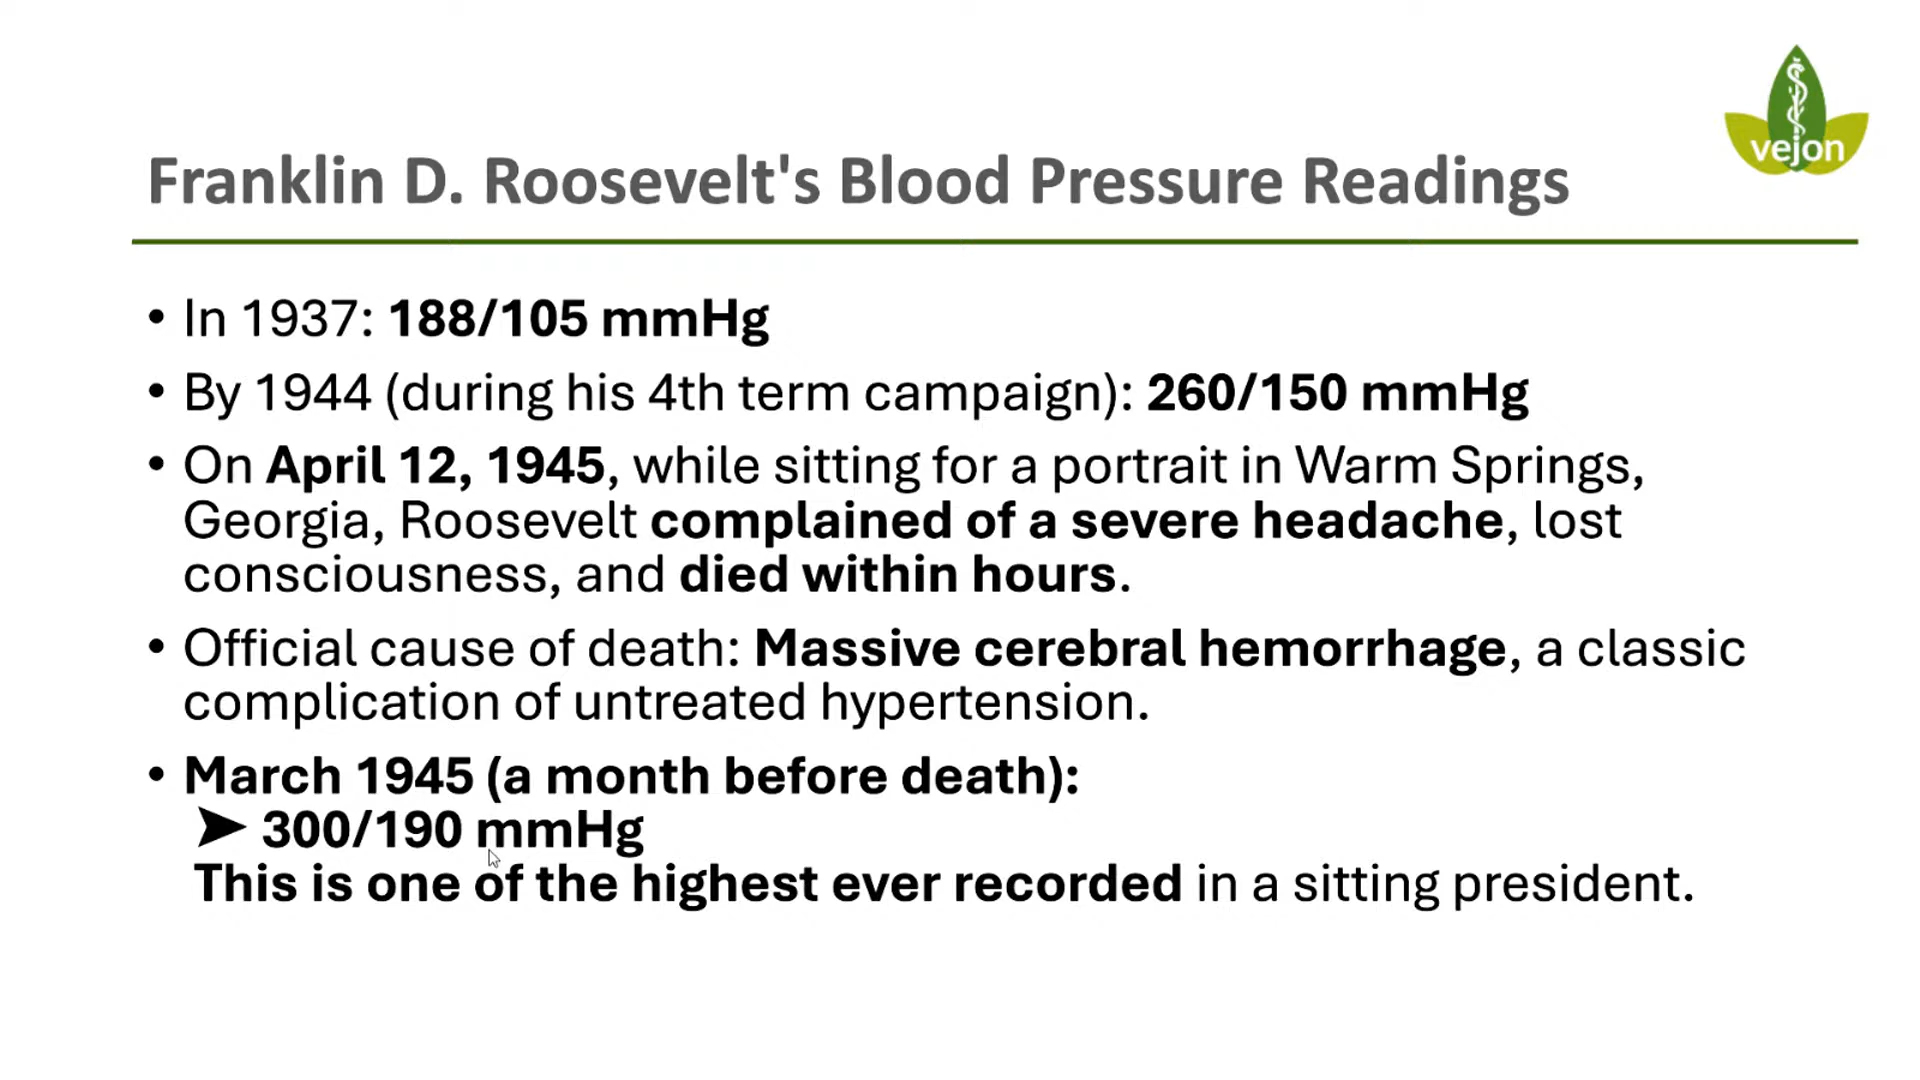 vejon
Franklin D. Roosevelt's Blood Pressure Readings
• In 1937: 188/105 mmHg
• By 1944 (during his 4th term campaign): 260/150 mmHg
• On April 12, 1945, while sitting for a portrait in Warm Springs,
Georgia, Roosevelt complained of a severe headache, lost
consciousness, and died within hours.
• Official cause of death: Massive cerebral hemorrhage, a classic
complication of untreated hypertension.
• March 1945 (a month before death):
➤ 300/190 mmHg
This is one of the highest ever recorded in a sitting president.